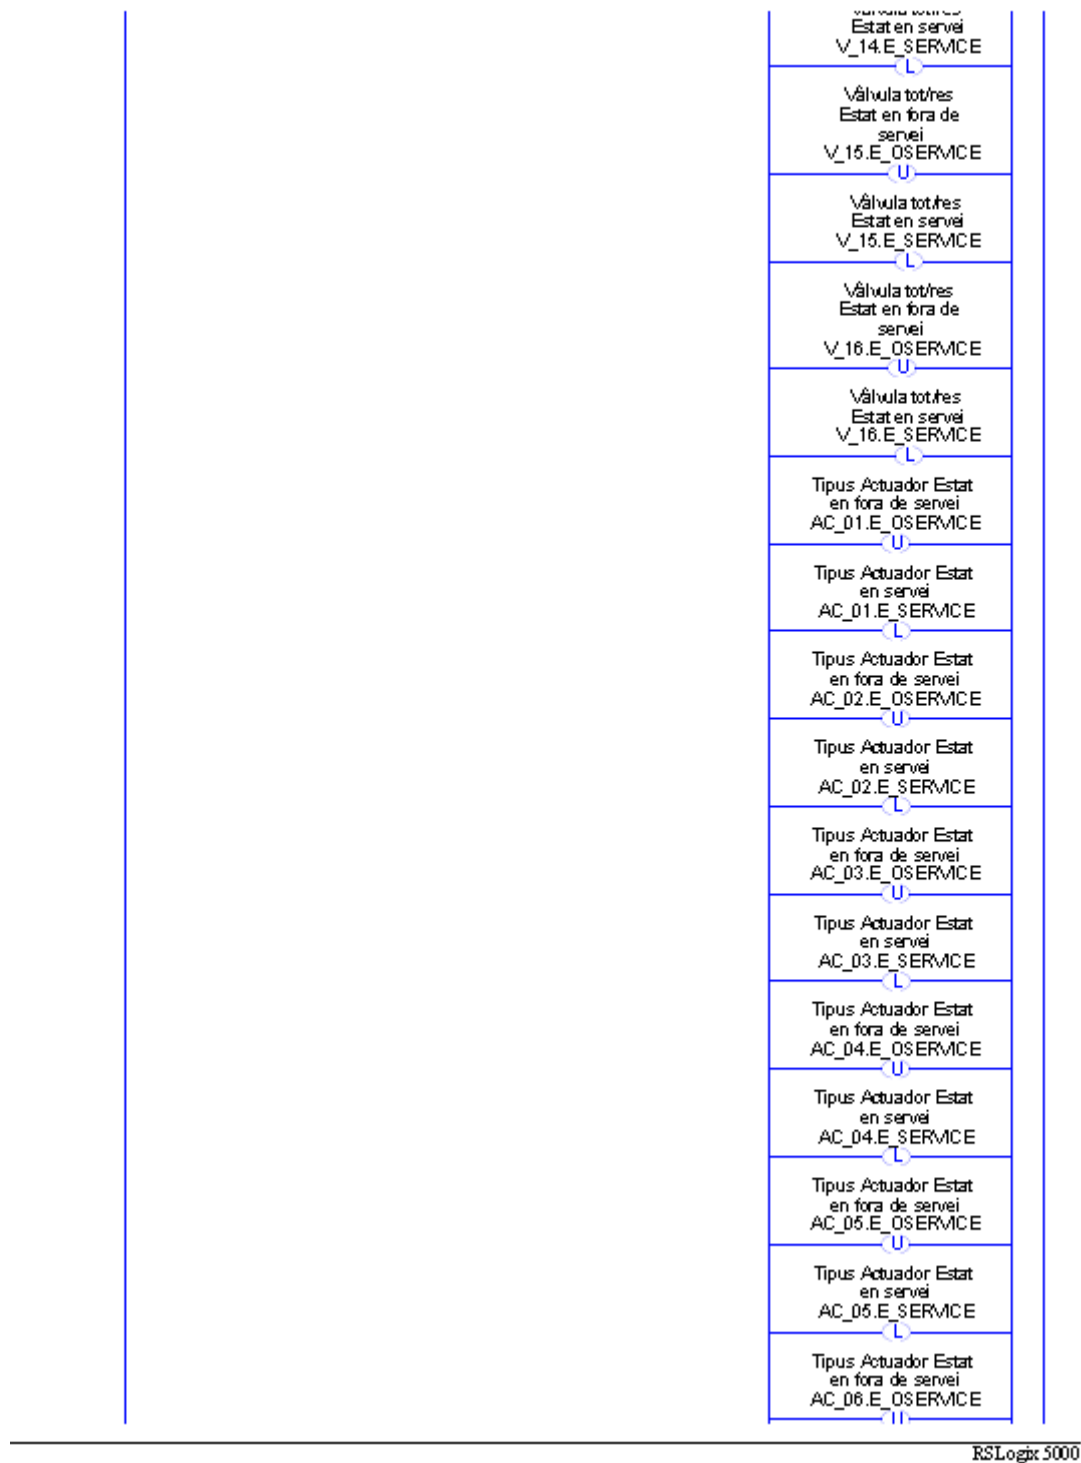 Estat en servei
V_14.E_SERVICE
L
Vâlvula tot/res
Estat en fora de
servei
V_15.E_OSERVICE
U
Vâlvula tot/res
Estat en servei
V_15.E_SERVICE
L
Vâlvula tot/res
Estat en fora de
servei
V_16.E_OSERVICE
U
Vâlvula tot/res
Estat en servei
V_16.E_SERVICE
L
Tipus Actuador Estat
en fora de servei
AC_01.E_OSERVICE
U
Tipus Actuador Estat
en servei
AC_01.E_SERVICE
L
Tipus Actuador Estat
en fora de servei
AC_02.E_OSERVICE
U
Tipus Actuador Estat
en servei
AC_02.E_SERVICE
L
Tipus Actuador Estat
en fora de servei
AC_03.E_OSERVICE
U
Tipus Actuador Estat
en servei
AC_03.E_SERVICE
L
Tipus Actuador Estat
en fora de servei
AC_04.E_OSERVICE
U
Tipus Actuador Estat
en servei
AC_04.E_SERVICE
L
Tipus Actuador Estat
en fora de servei
AC_05.E_OSERVICE
U
Tipus Actuador Estat
en servei
AC_05.E_SERVICE
L
Tipus Actuador Estat
en fora de servei
AC_06.E_OSERVICE
RSLogix 5000